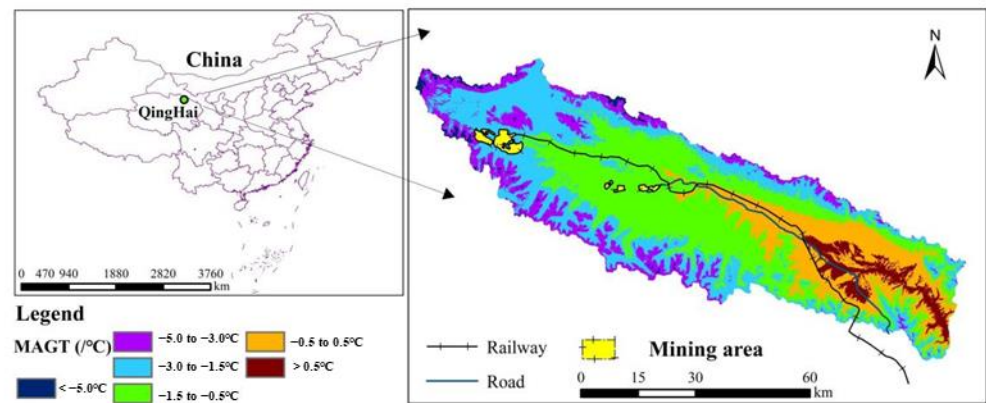 China
QingHai
0 470 940 1880 2820 3760
km
Legend
MAGT (/°C)
< −5.0°C
−5.0 to −3.0°C
−3.0 to −1.5°C
−1.5 to −0.5°C
−0.5 to 0.5°C
> 0.5°C
N
Railway
Road
Mining area
0 15 30 60
km